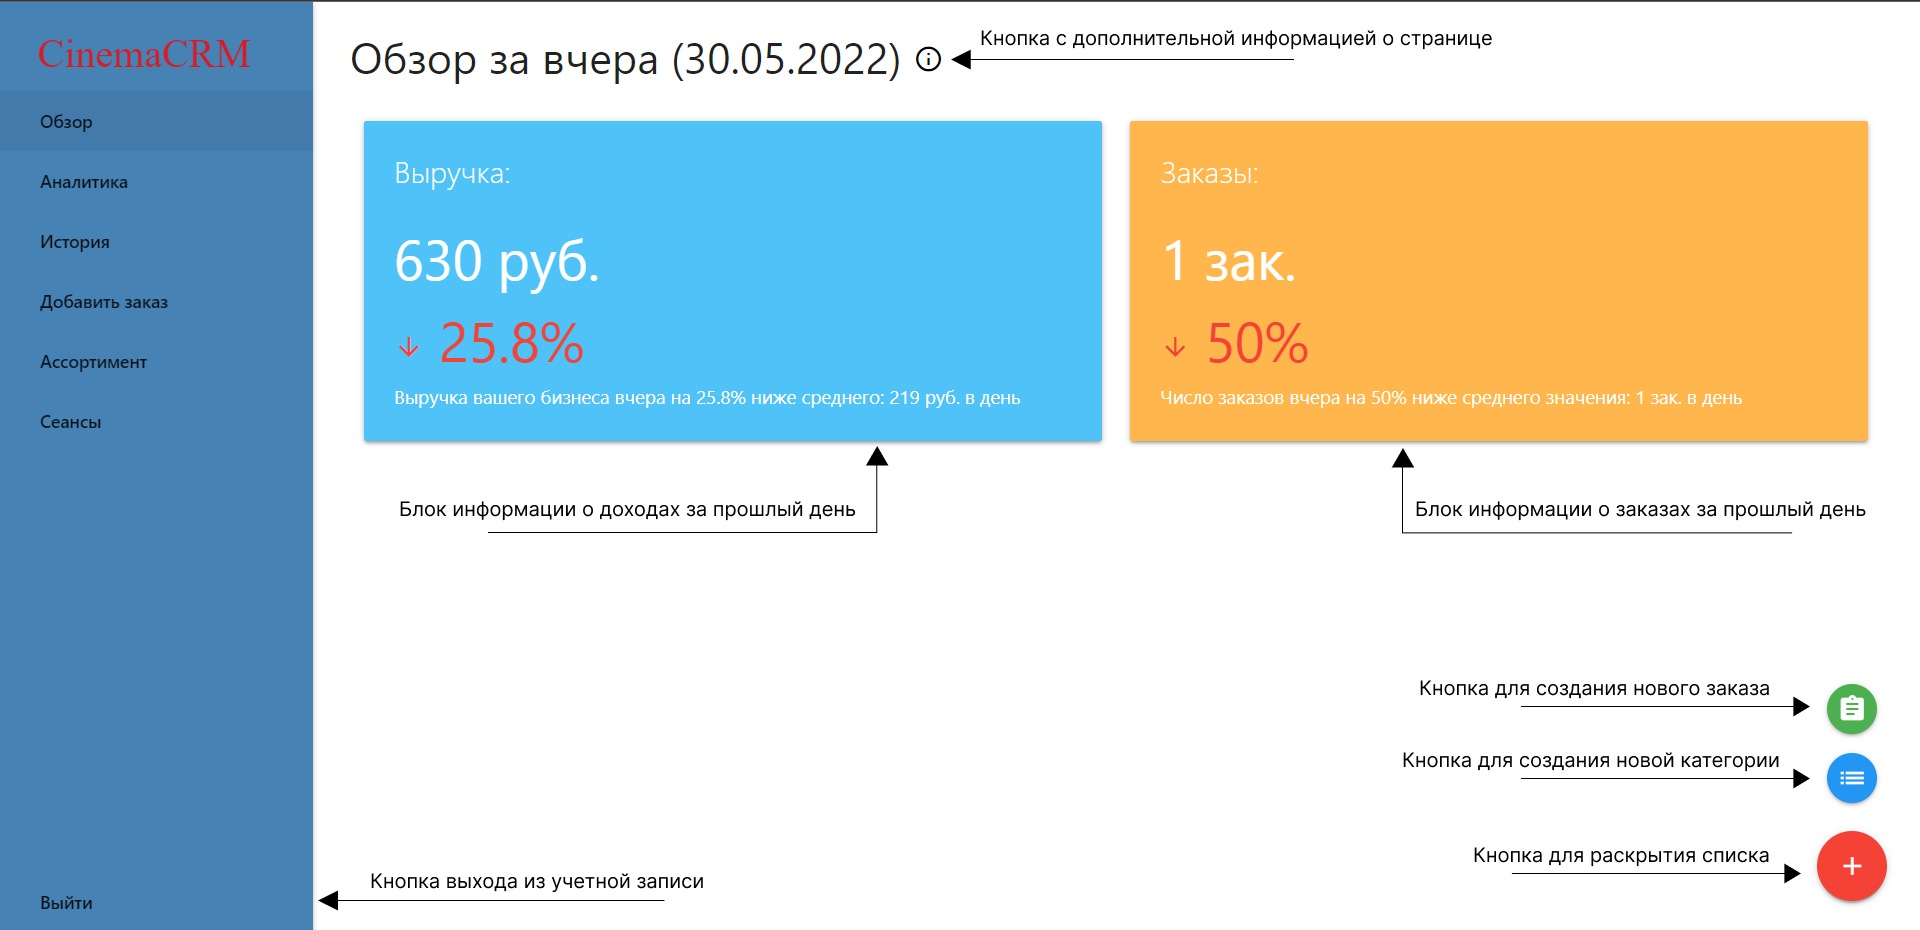 CinemaCRM
Обзор
Аналитика
История
Добавить заказ
Ассортимент
Сеансы
Выйти
Обзор за вчера (30.05.2022)
Кнопка с дополнительной информацией о странице
Выручка:
630 руб.
25.8%
Выручка вашего бизнеса вчера на 25.8% ниже среднего: 219 руб. в день
Заказы:
1 зак.
50%
Число заказов вчера на 50% ниже среднего значения: 1 зак. в день
Блок информации о доходах за прошлый день
Блок информации о заказах за прошлый день
Кнопка для создания нового заказа
Кнопка для создания новой категории
Кнопка для раскрытия списка
Кнопка выхода из учетной записи